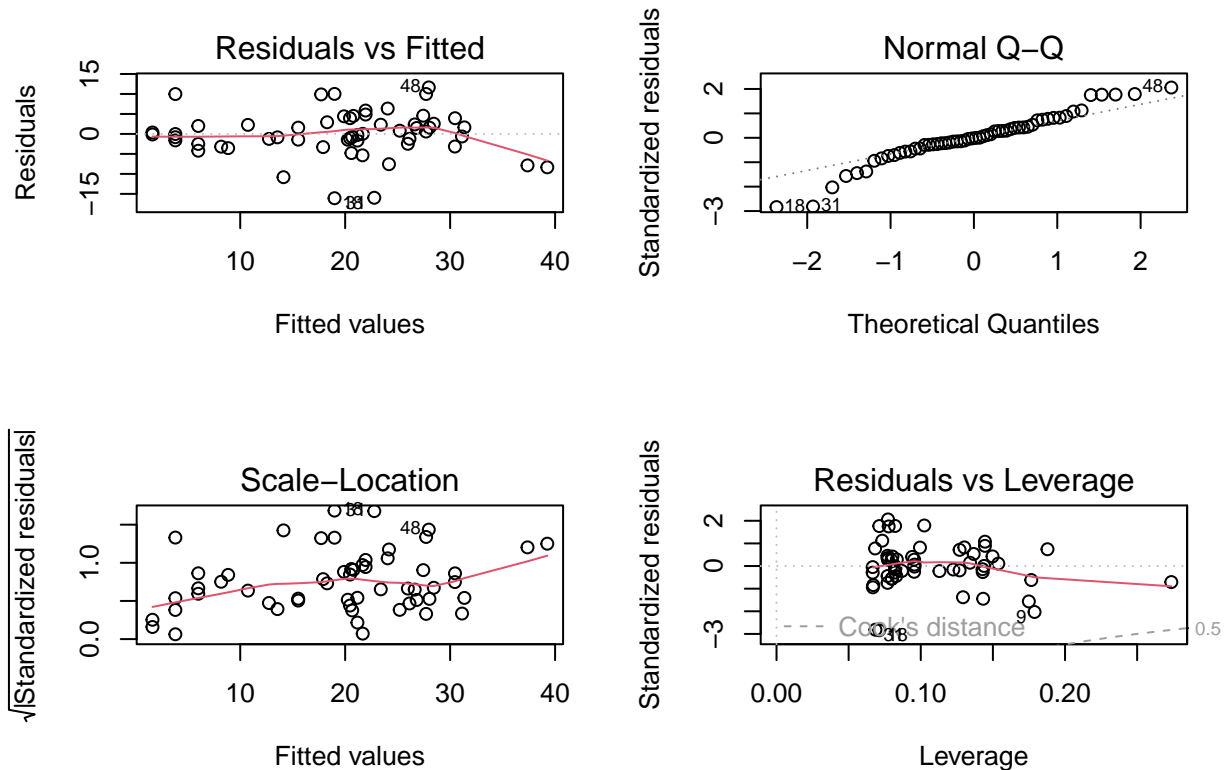 Residuals vs Fitted
Residuals
15
0
−15
10
20
30
40
Fitted values
48
31
18
Normal Q−Q
Standardized residuals
2
0
−3
−2
−1
0
1
2
Theoretical Quantiles
18
31
48
Scale−Location
√|Standardized residuals|
1.0
0.0
10
20
30
40
Fitted values
48
Residuals vs Leverage
Standardized residuals
2
0
−3
0.00
0.10
0.20
Leverage
Cook's distance
0.5
9
31
18